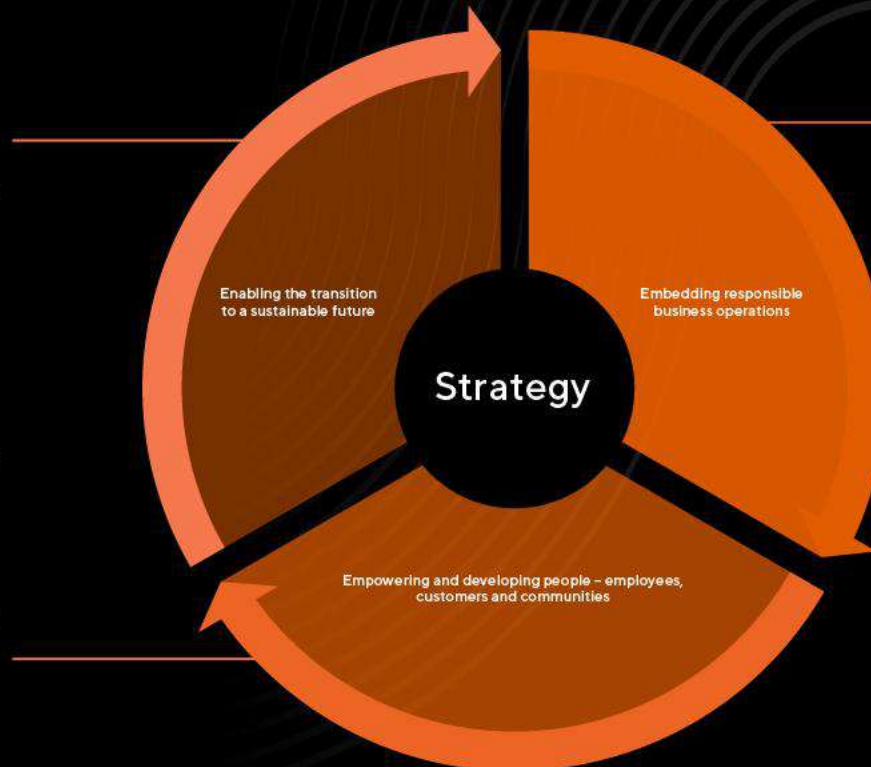 Enabling the transition
to a sustainable future
Embedding responsible
business operations
Strategy
Empowering and developing people – employees,
customers and communities